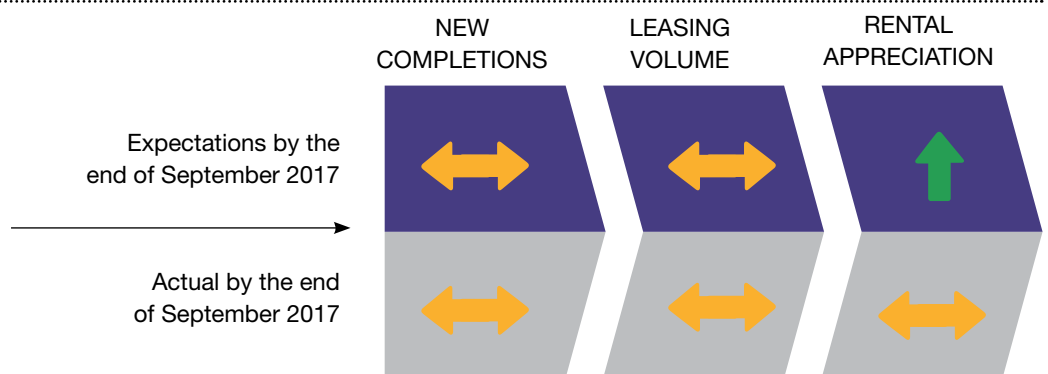 NEW
COMPLETIONS
LEASING
VOLUME
RENTAL
APPRECIATION
Expectations by the
end of September 2017
Actual by the end
of September 2017